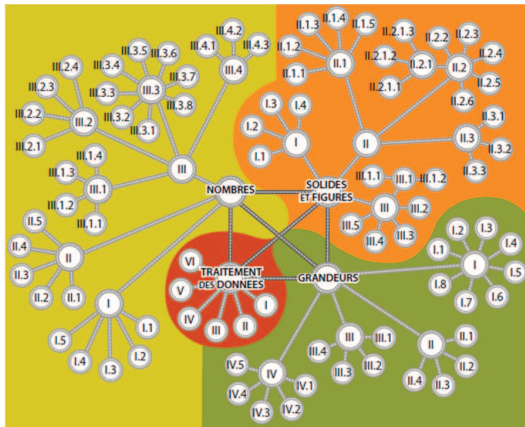 III.2.4
III.2.3
III.2.2
III.2.1
III.2
III.3.5
III.3.6
III.3.4
III.3.7
III.3.3
III.3.8
III.3.2
III.3.1
III.3
III.4.2
III.4.1
III.4.3
III.4
III
III.1.4
III.1.3
III.1.2
III.1.1
III.1
NOMBRES
II.5
II.4
II.3
II.2
II.1
II
I
I.5
I.4
I.3
I.2
I.1
II.1.4
II.1.3
II.1.5
II.1.2
II.1.1
II.1
I.3
I.4
I.2
I.1
I
II.2.1.3
II.2.1.2
II.2.1.1
II.2.1
II.2.3
II.2.2
II.2.4
II.2
II.2.5
II.2.6
II
II.3.1
II.3
II.3.2
II.3.3
SOLIDES
ET FIGURES
III.1.1
III.1
III.1.2
III
III.2
III.5
III.4
III.3
TRAITEMENT
DES DONNEES
VI
V
IV
III
II
I
GRANDEURS
I.2
I.3
I.1
I.4
I
I.5
I.8
I.7
I.6
II
II.1
II.2
II.3
II.4
III
III.1
III.4
III.3
III.2
IV
IV.5
IV.4
IV.3
IV.2
IV.1